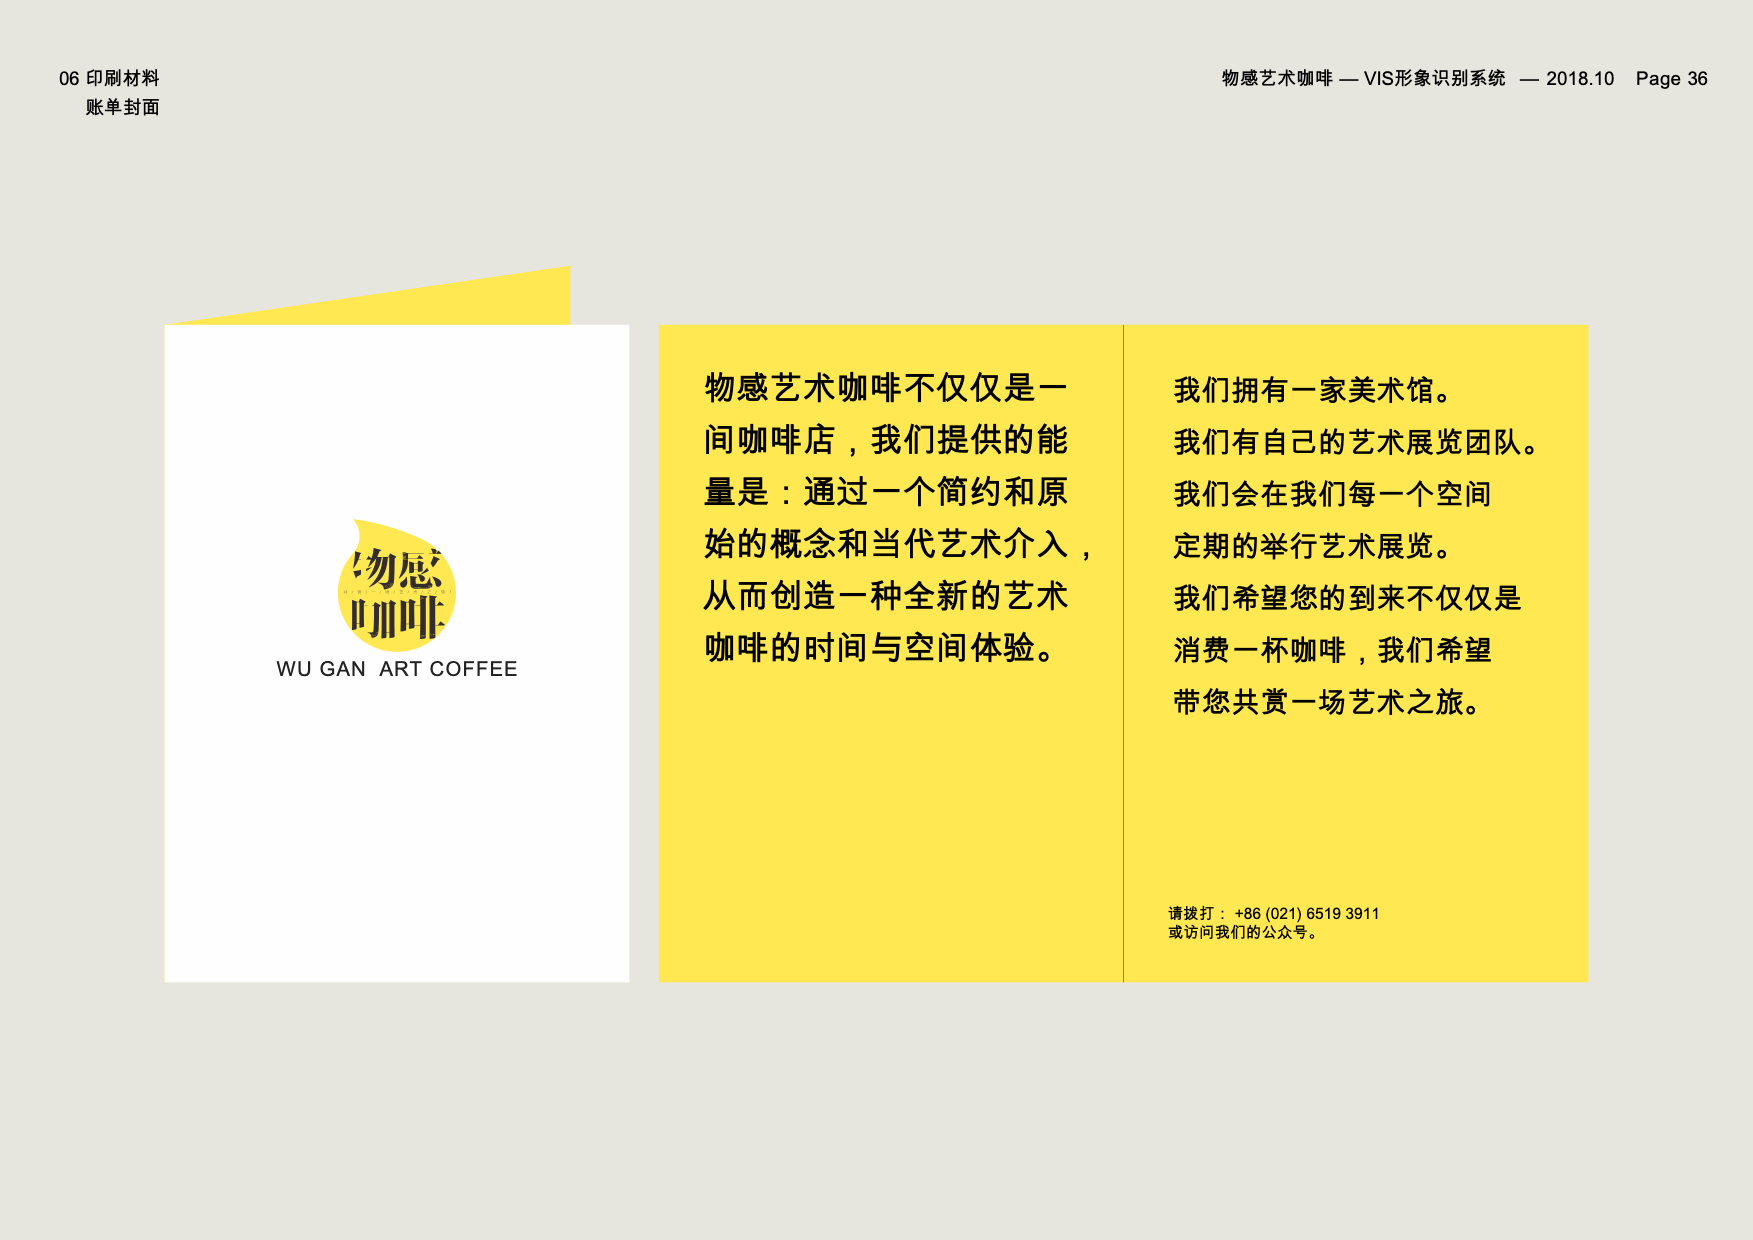 06 印刷材料
账单封面
物感艺术咖啡 — VIS形象识别系统 — 2018.10 Page 36
物感
咖啡
WU GAN ART COFFEE
物感艺术咖啡不仅仅是一
间咖啡店，我们提供的能
量是：通过一个简约和原
始的概念和当代艺术介入，
从而创造一种全新的艺术
咖啡的时间与空间体验。
我们拥有一家美术馆。
我们有自己的艺术展览团队。
我们会在我们每一个空间
定期的举行艺术展览。
我们希望您的到来不仅仅是
消费一杯咖啡，我们希望
带您共赏一场艺术之旅。
请拨打： +86 (021) 6519 3911
或访问我们的公众号。